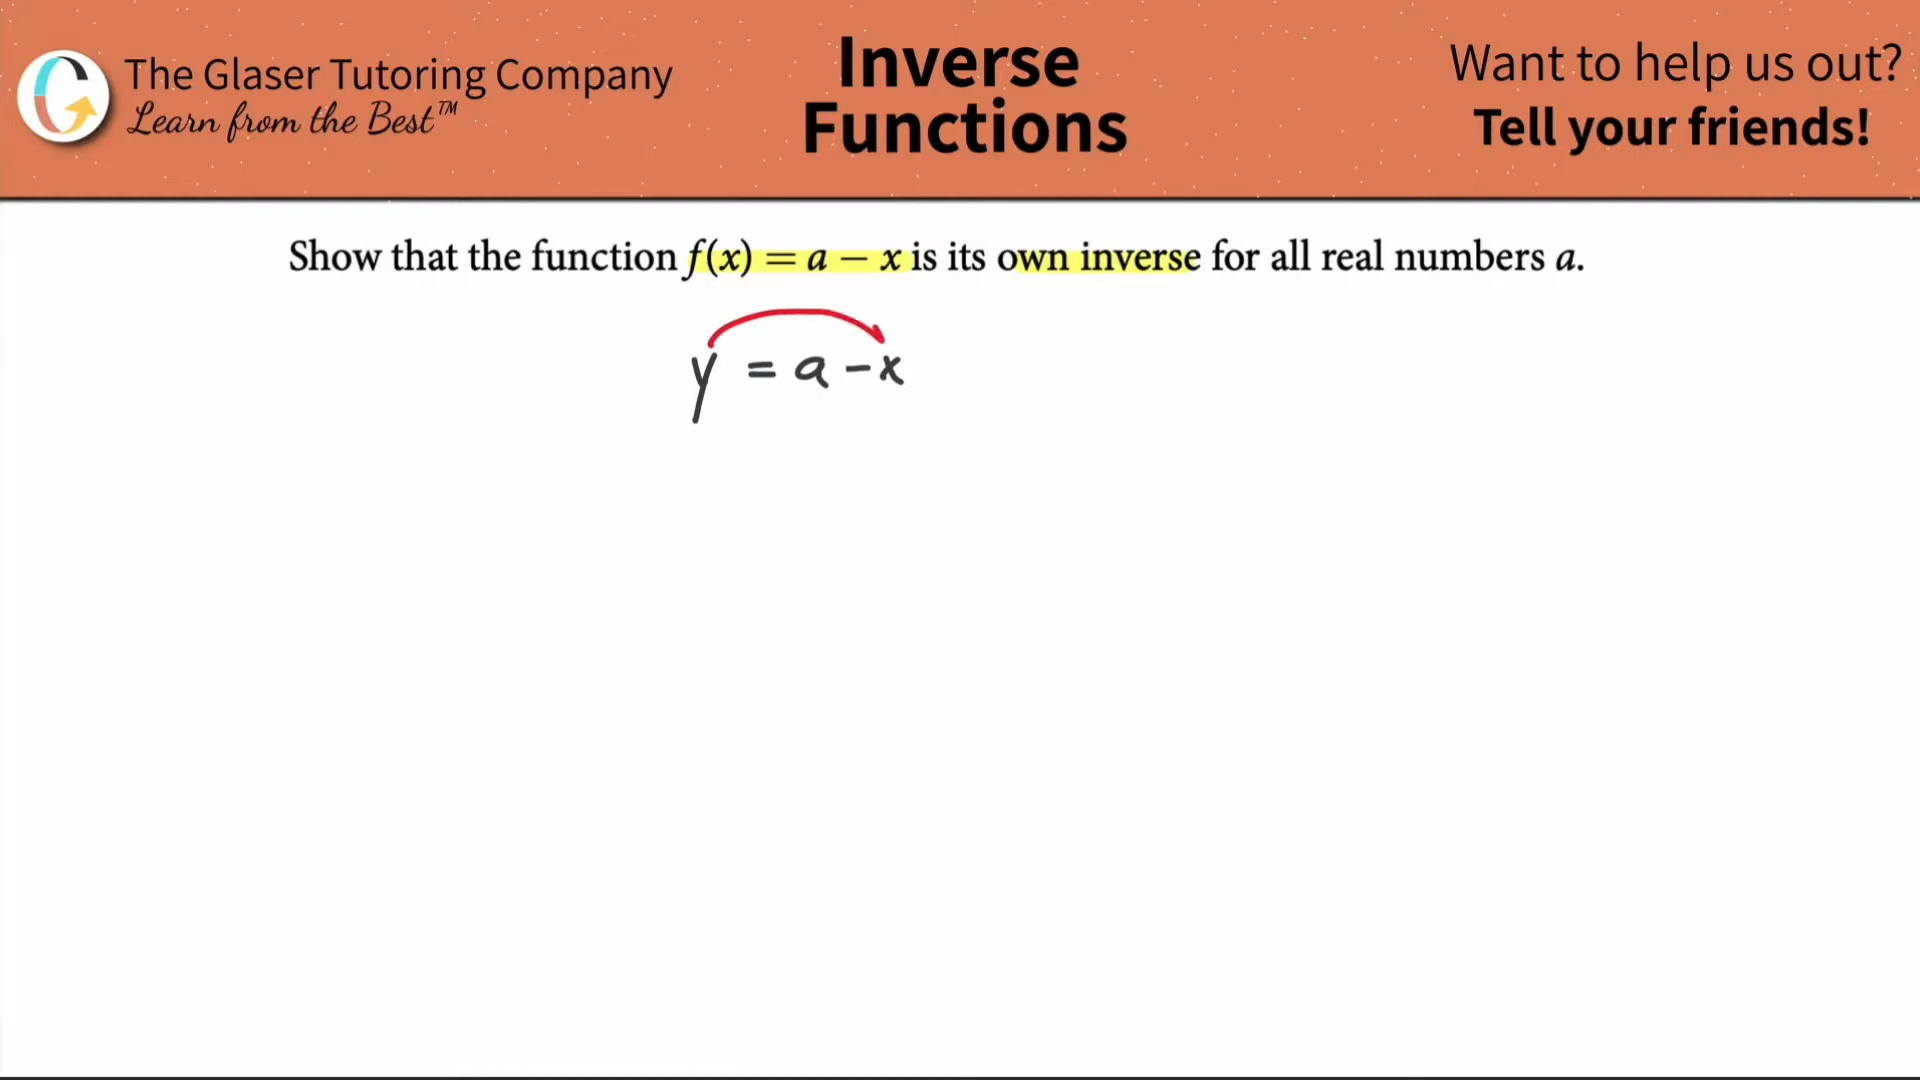 The Glaser Tutoring Company
Learn from the Best™
Inverse
Functions
Want to help us out?
Tell your friends!
Show that the function f(x) = a − x is its own inverse for all real numbers a.
y = a − x